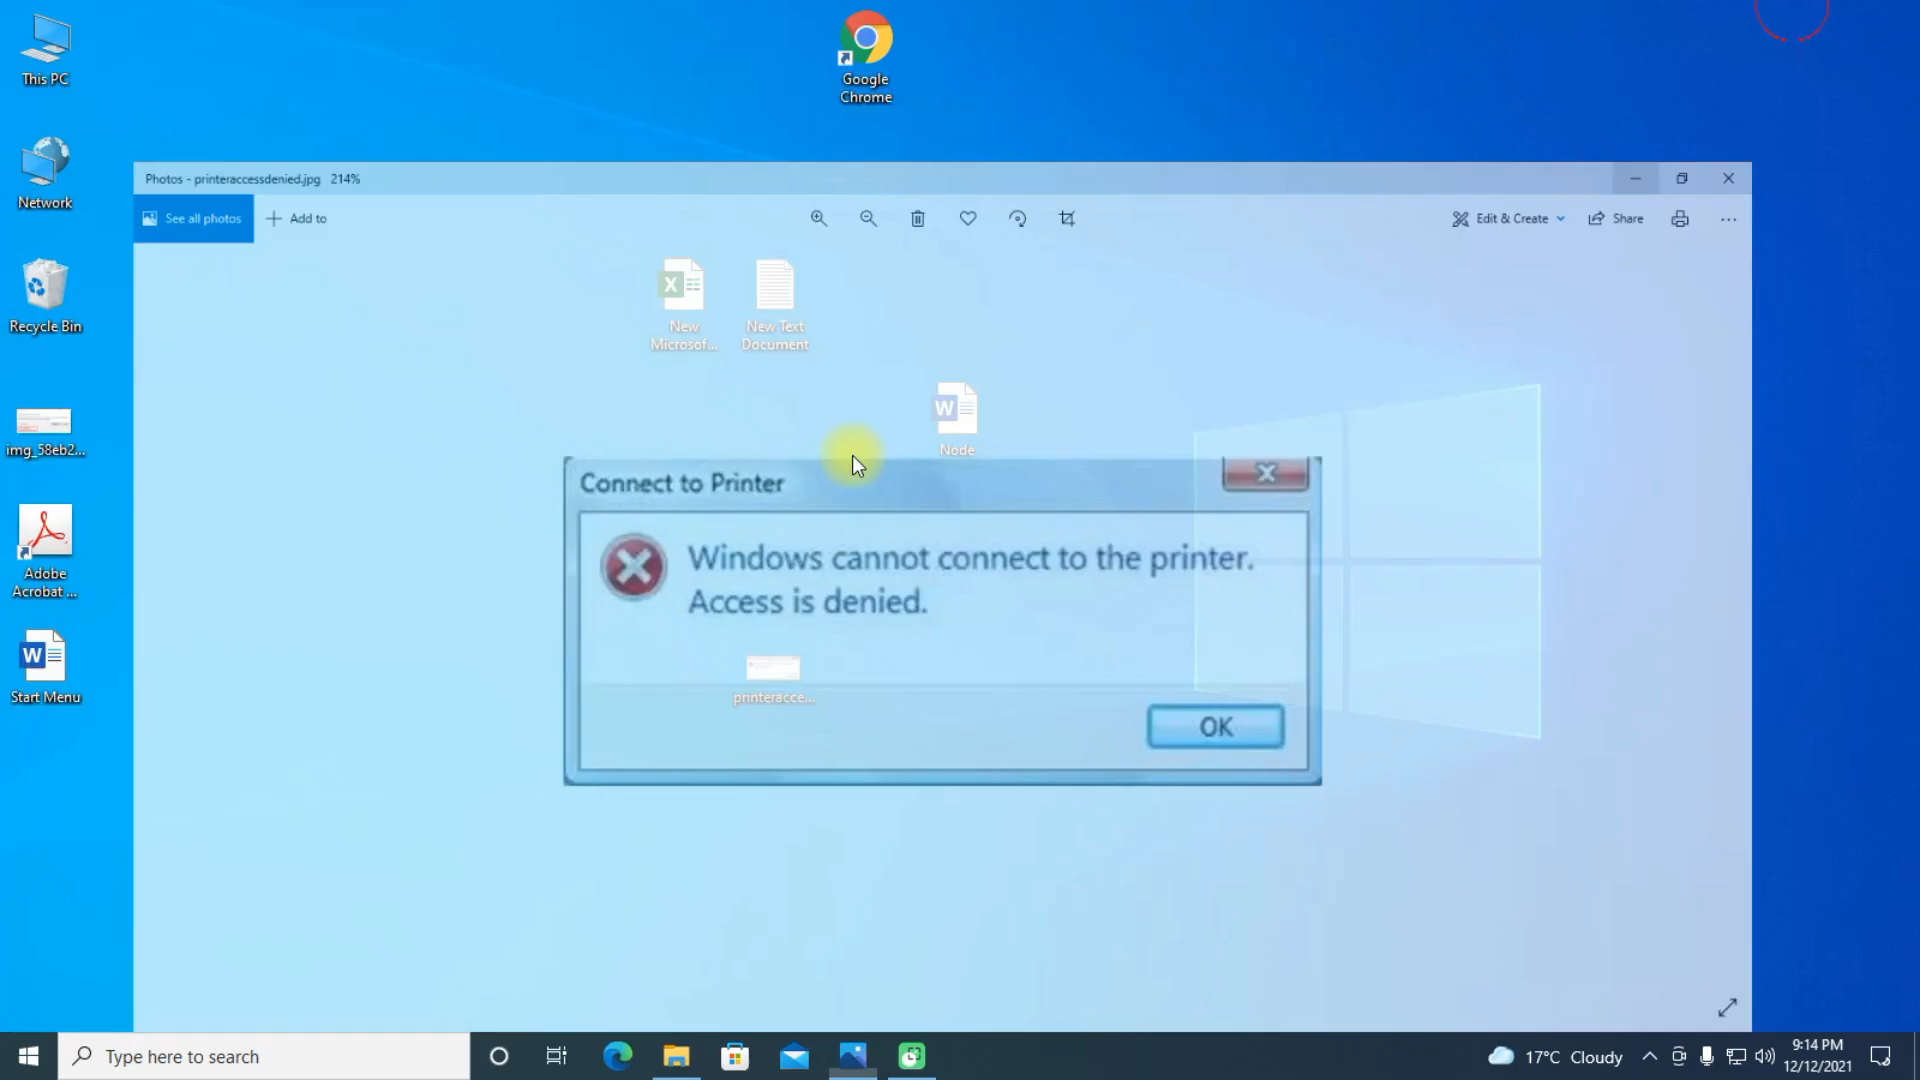 This PC
Google
Chrome
Network
Photos - printeraccessdenied.jpg 214%
See all photos
Add to
Edit & Create
Share
New
Microsof...
New Text
Document
Recycle Bin
Node
img_58eb2...
Connect to Printer
Windows cannot connect to the printer.
Access is denied.
Adobe
Acrobat ...
Start Menu
printeracce...
OK
Type here to search
17°C Cloudy
9:14 PM
12/12/2021